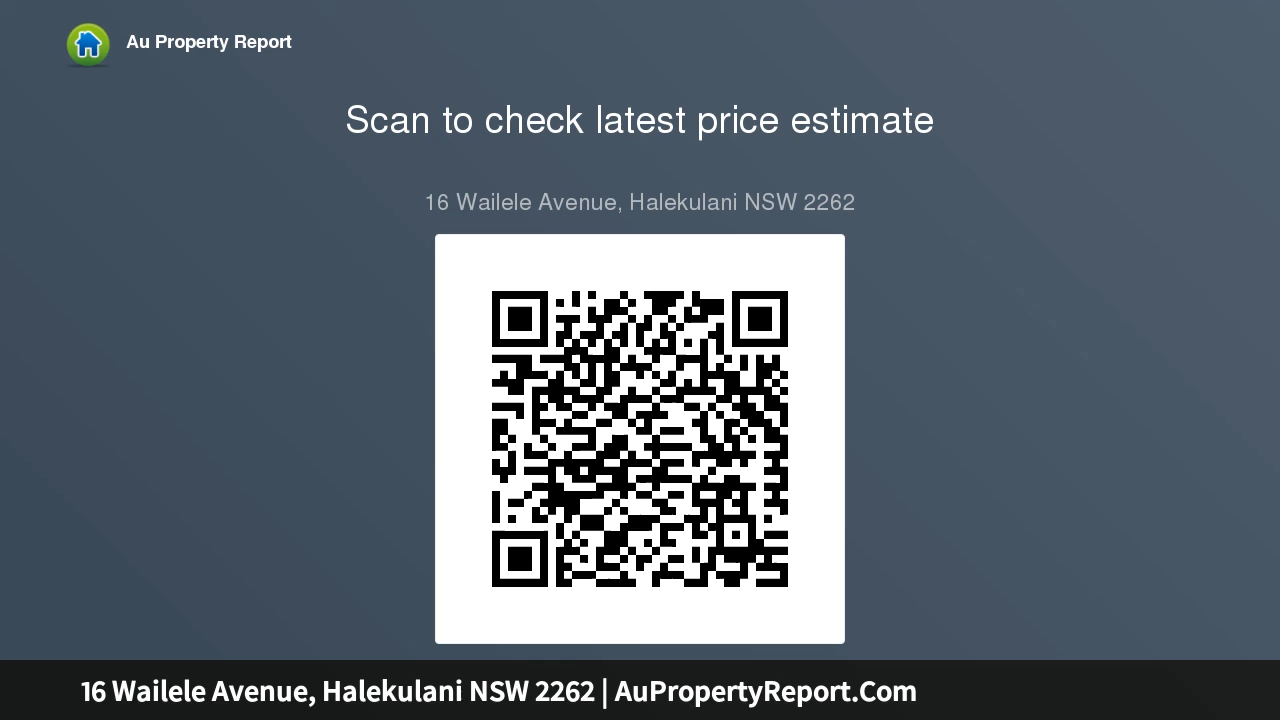 Au Property Report
Scan to check latest price estimate
16 Wailele Avenue, Halekulani NSW 2262
16 Wailele Avenue, Halekulani NSW 2262 | AuPropertyReport.Com